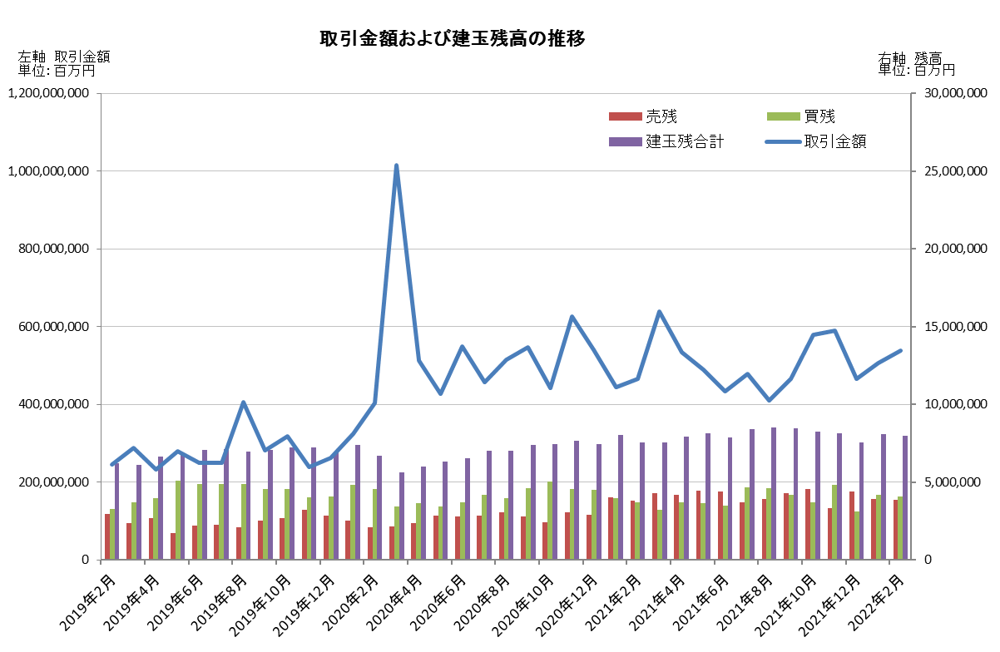 取引金額および建玉残高の推移
左軸 取引金額
単位：百万円
右軸 残高
単位：百万円
1,200,000,000
1,000,000,000
800,000,000
600,000,000
400,000,000
200,000,000
0
30,000,000
25,000,000
20,000,000
15,000,000
10,000,000
5,000,000
0
売残
買残
建玉残合計
取引金額
2019年2月
2019年4月
2019年6月
2019年8月
2019年10月
2019年12月
2020年2月
2020年4月
2020年6月
2020年8月
2020年10月
2020年12月
2021年2月
2021年4月
2021年6月
2021年8月
2021年10月
2021年12月
2022年2月